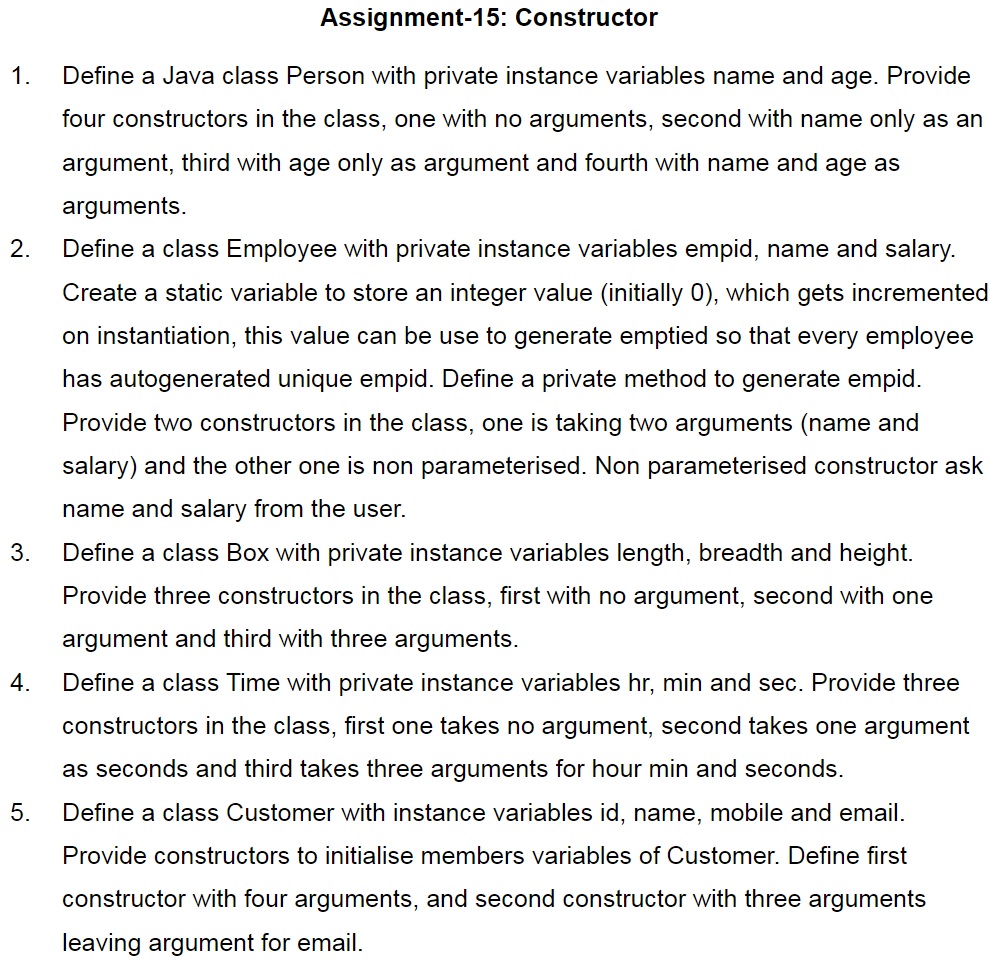 Assignment-15: Constructor
1. Define a Java class Person with private instance variables name and age. Provide
four constructors in the class, one with no arguments, second with name only as an
argument, third with age only as argument and fourth with name and age as
arguments.
2. Define a class Employee with private instance variables empid, name and salary.
Create a static variable to store an integer value (initially 0), which gets incremented
on instantiation, this value can be use to generate emptied so that every employee
has autogenerated unique empid. Define a private method to generate empid.
Provide two constructors in the class, one is taking two arguments (name and
salary) and the other one is non parameterised. Non parameterised constructor ask
name and salary from the user.
3. Define a class Box with private instance variables length, breadth and height.
Provide three constructors in the class, first with no argument, second with one
argument and third with three arguments.
4. Define a class Time with private instance variables hr, min and sec. Provide three
constructors in the class, first one takes no argument, second takes one argument
as seconds and third takes three arguments for hour min and seconds.
5. Define a class Customer with instance variables id, name, mobile and email.
Provide constructors to initialise members variables of Customer. Define first
constructor with four arguments, and second constructor with three arguments
leaving argument for email.